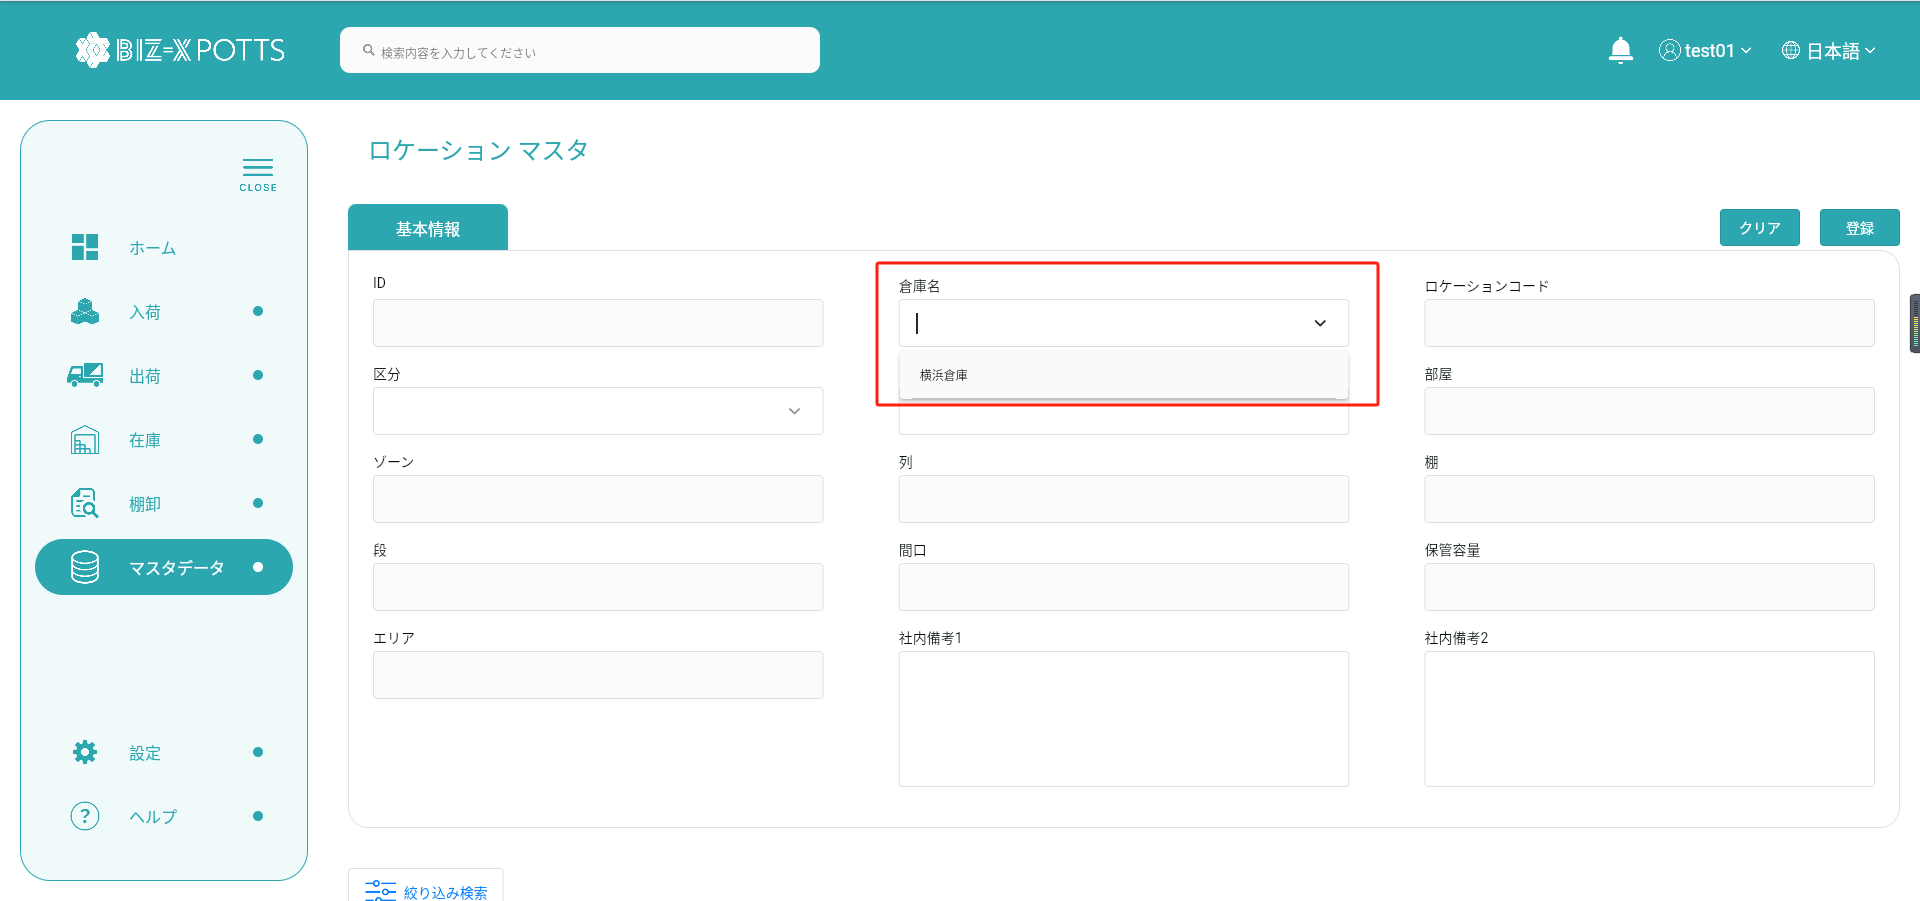 BIZ-X POTTS
検索内容を入力してください
test01
日本語
CLOSE
ホーム
入荷
出荷
在庫
棚卸
マスタデータ
設定
?
ヘルプ
ロケーション マスタ
基本情報
クリア
登録
ID
倉庫名
ロケーションコード
横浜倉庫
区分
部屋
ゾーン
列
棚
段
間口
保管容量
エリア
社内備考1
社内備考2
絞り込み検索